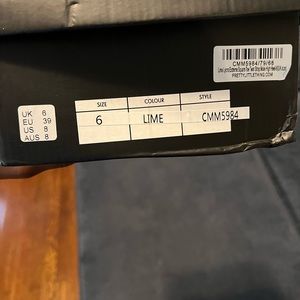 CMM5984/79/66
PRETTYLITTLETHING.COM
UK 6
EU 39
US 8
AUS 8
SIZE COLOUR STYLE
6 LIME CMM5984